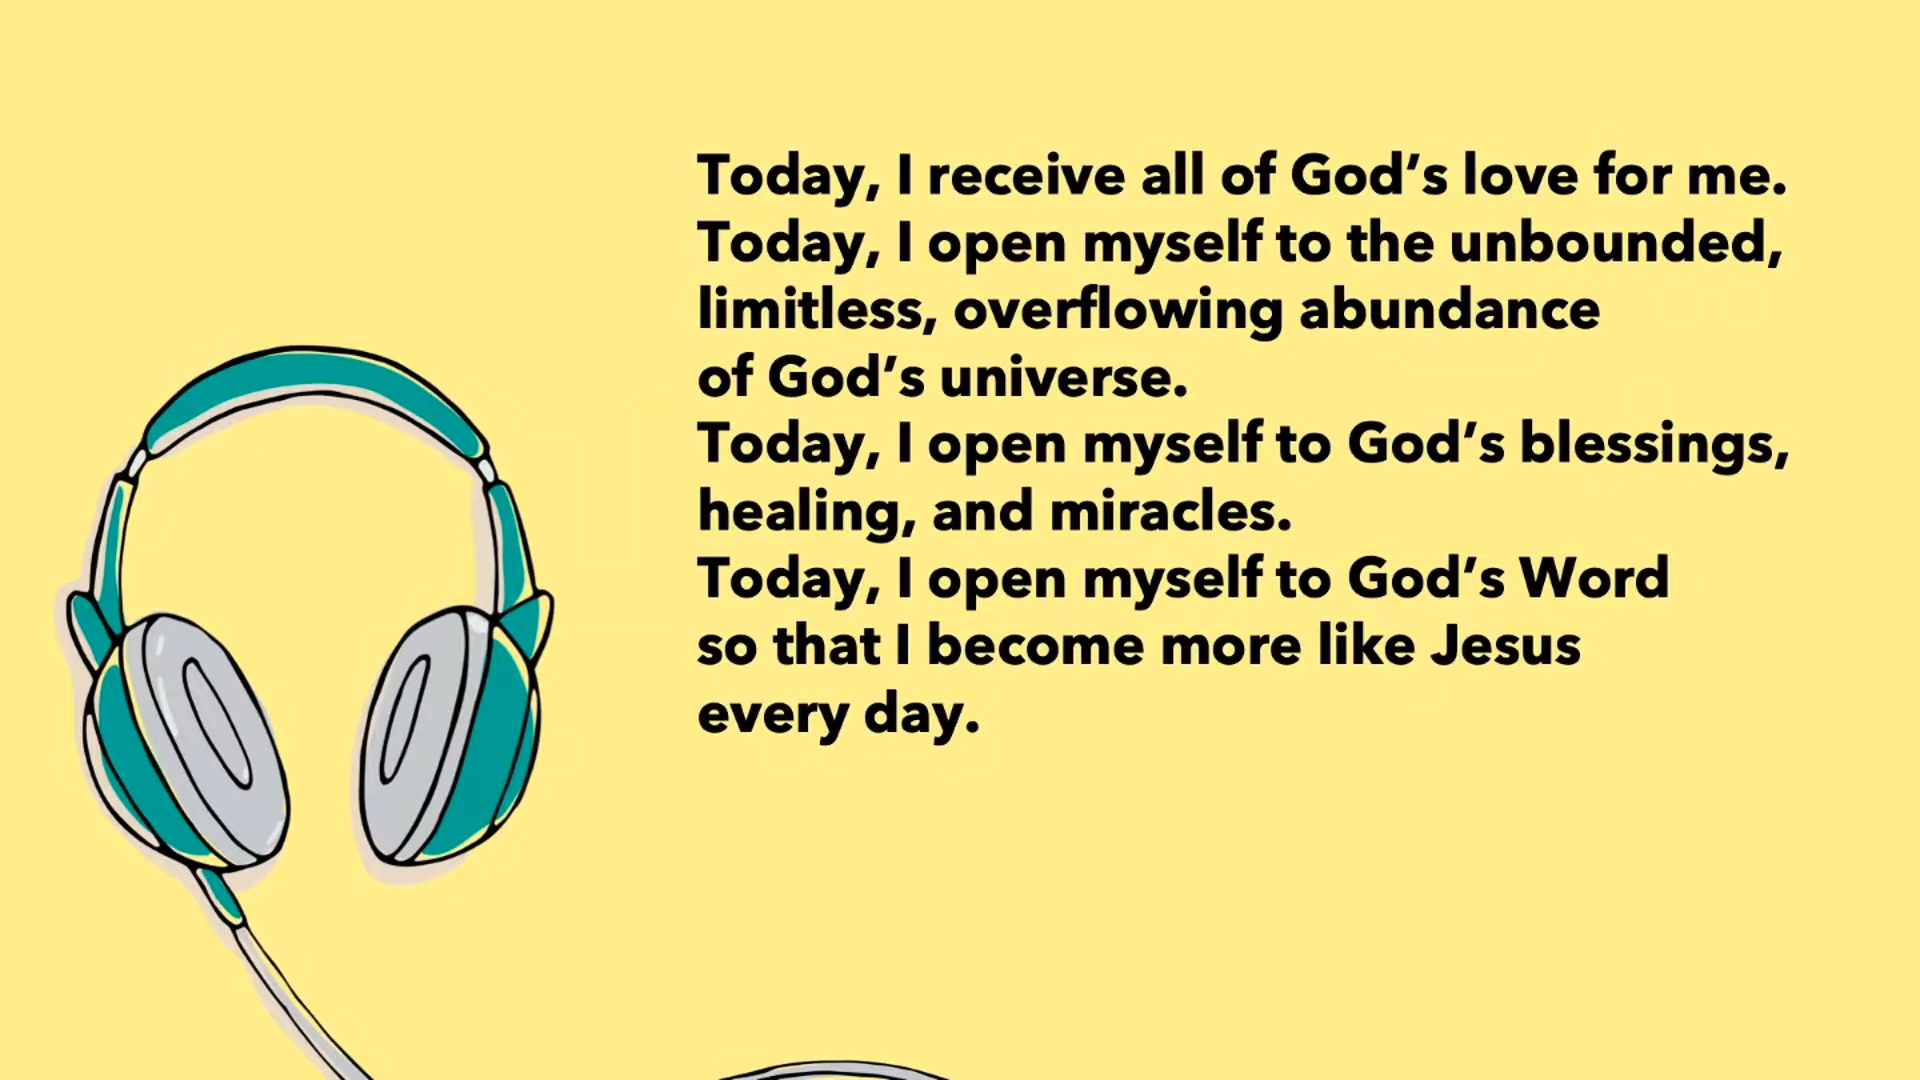 Today, I receive all of God’s love for me.
Today, I open myself to the unbounded,
limitless, overflowing abundance
of God’s universe.
Today, I open myself to God’s blessings,
healing, and miracles.
Today, I open myself to God’s Word
so that I become more like Jesus
every day.